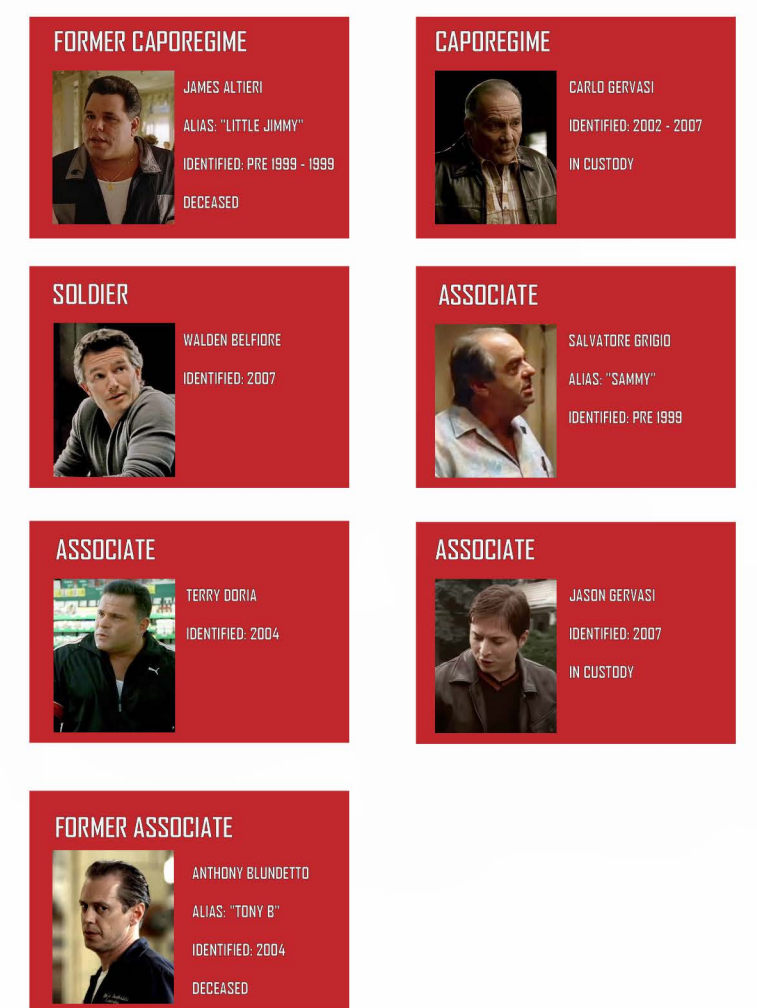 FORMER CAPOREGIME
JAMES ALTIERI
ALIAS: "LITTLE JIMMY"
IDENTIFIED: PRE 1999 - 1999
DECEASED
CAPOREGIME
CARLO GERVASI
IDENTIFIED: 2002 - 2007
IN CUSTODY
SOLDIER
WALDEN BELFIORE
IDENTIFIED: 2007
ASSOCIATE
SALVATORE GRIGIO
ALIAS: "SAMMY"
IDENTIFIED: PRE 1999
ASSOCIATE
TERRY DORIA
IDENTIFIED: 2004
ASSOCIATE
JASON GERVASI
IDENTIFIED: 2007
IN CUSTODY
FORMER ASSOCIATE
ANTHONY BLUNDETTO
ALIAS: "TONY B"
IDENTIFIED: 2004
DECEASED